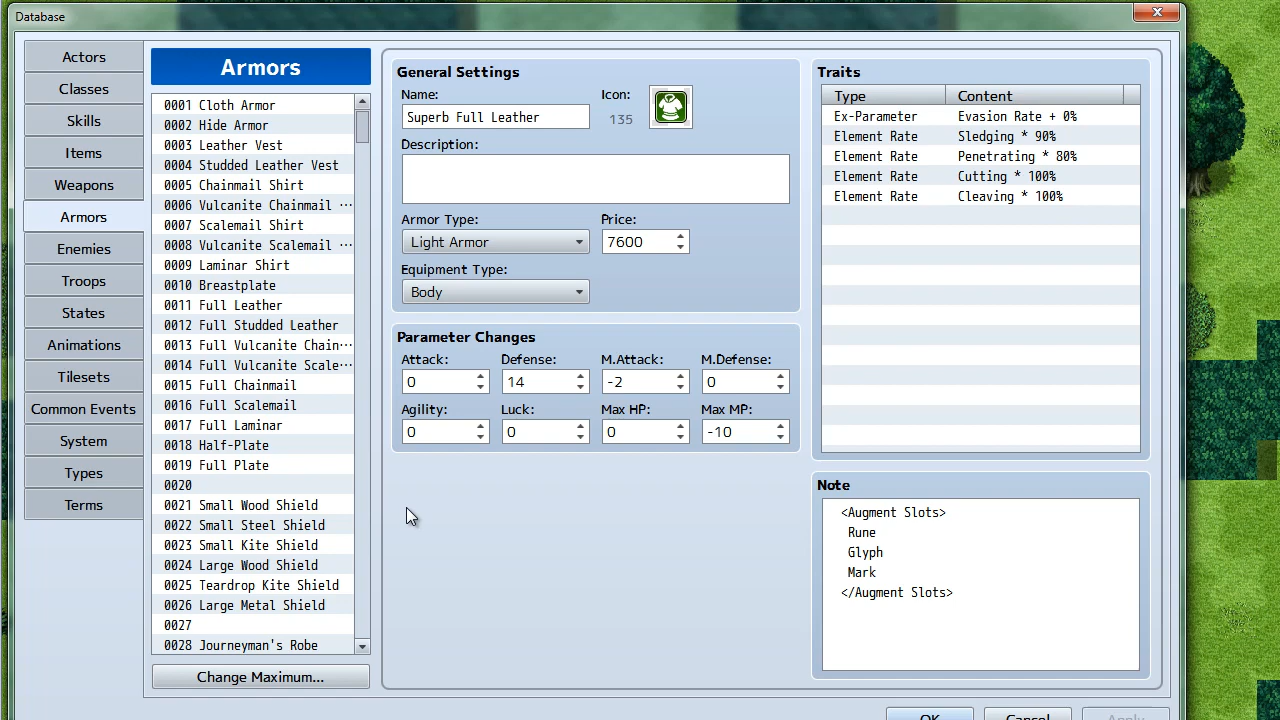 Database
Actors
Classes
Skills
Items
Weapons
Armors
Enemies
Troops
States
Animations
Tilesets
Common Events
System
Types
Terms
Armors
0001 Cloth Armor
0002 Hide Armor
0003 Leather Vest
0004 Studded Leather Vest
0005 Chainmail Shirt
0006 Vulcanite Chainmail …
0007 Scalemail Shirt
0008 Vulcanite Scalemail …
0009 Laminar Shirt
0010 Breastplate
0011 Full Leather
0012 Full Studded Leather
0013 Full Vulcanite Chain…
0014 Full Vulcanite Scale…
0015 Full Chainmail
0016 Full Scalemail
0017 Full Laminar
0018 Half-Plate
0019 Full Plate
0020
0021 Small Wood Shield
0022 Small Steel Shield
0023 Small Kite Shield
0024 Large Wood Shield
0025 Teardrop Kite Shield
0026 Large Metal Shield
0027
0028 Journeyman's Robe
Change Maximum...
General Settings
Name: Icon:
Superb Full Leather 135
Description:
Armor Type: Price:
Light Armor 7600
Equipment Type:
Body
Parameter Changes
Attack: Defense: M.Attack: M.Defense:
0 14 -2 0
Agility: Luck: Max HP: Max MP:
0 0 0 -10
Traits
Type Content
Ex-Parameter Evasion Rate + 0%
Element Rate Sledging * 90%
Element Rate Penetrating * 80%
Element Rate Cutting * 100%
Element Rate Cleaving * 100%
Note
<Augment Slots>
Rune
Glyph
Mark
</Augment Slots>
OK Cancel Apply